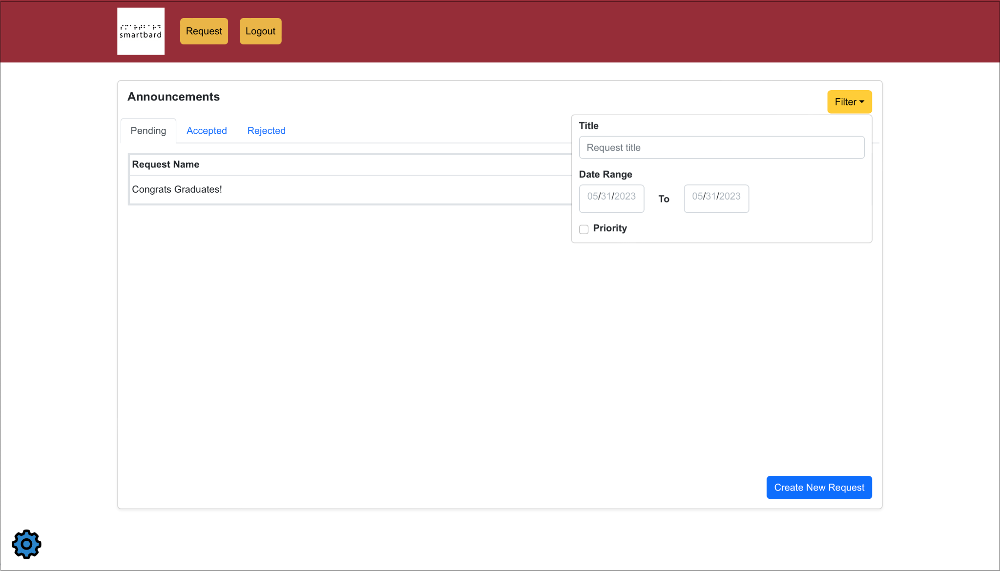 smartbard
Request
Logout
Announcements
Filter
Pending
Accepted
Rejected
Title
Request title
Request Name
Date Range
Congrats Graduates!
05/31/2023
To
05/31/2023
Priority
Create New Request